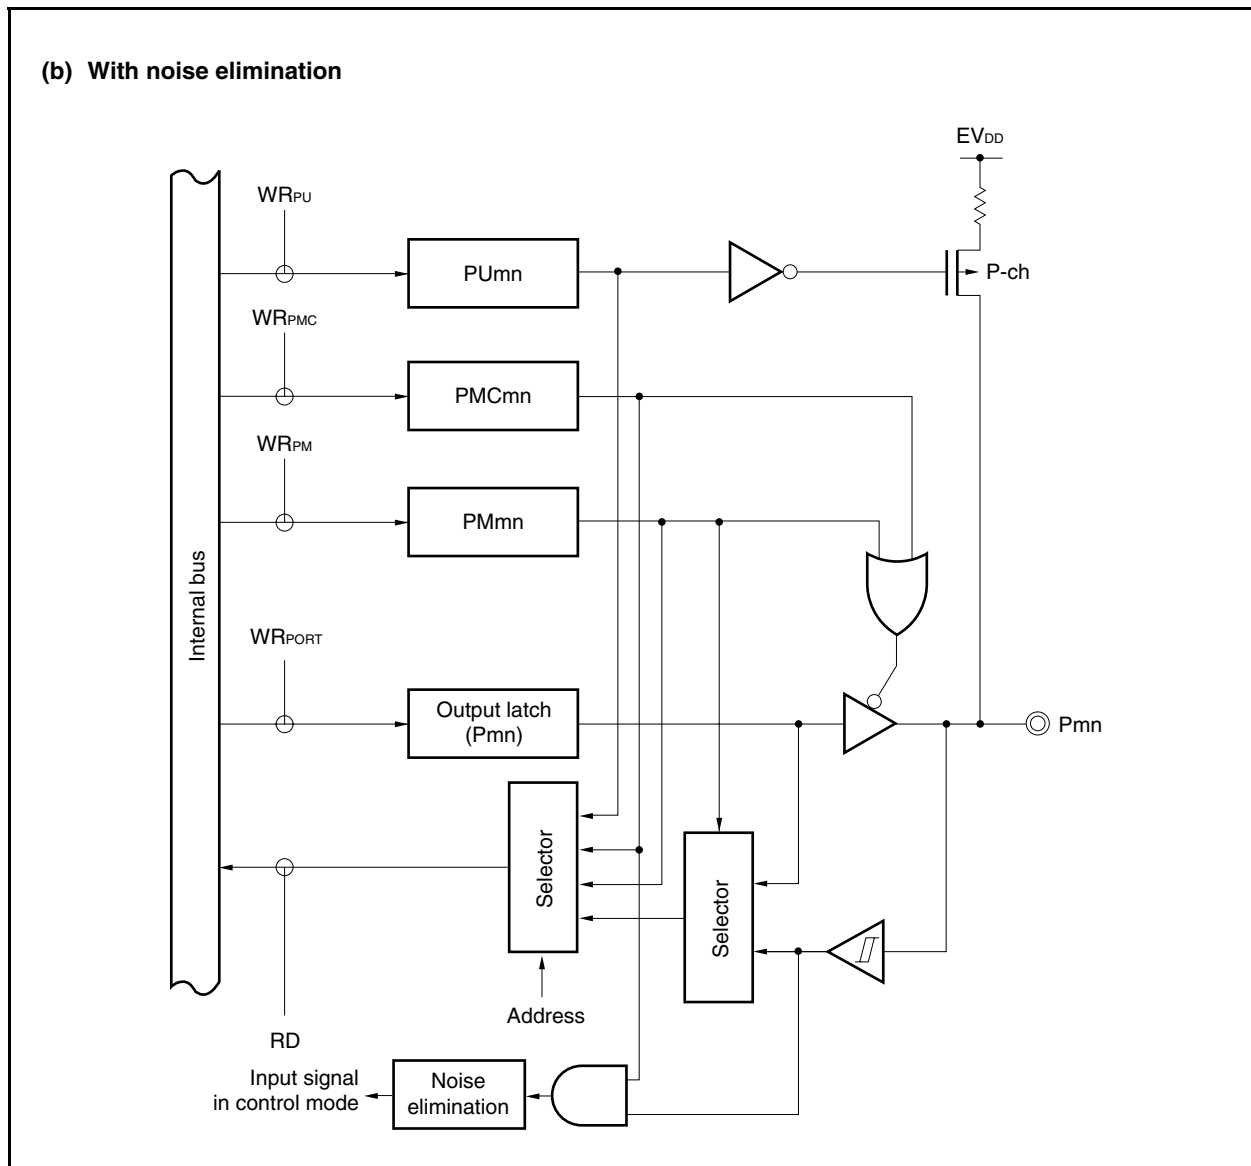 (b) With noise elimination
EVDD
WRPU
PUmn
P-ch
WRPMC
PMCmn
WRPM
PMmn
Internal bus
WRPORT
Output latch
(Pmn)
Pmn
Selector
Selector
Address
RD
Input signal
in control mode
Noise
elimination